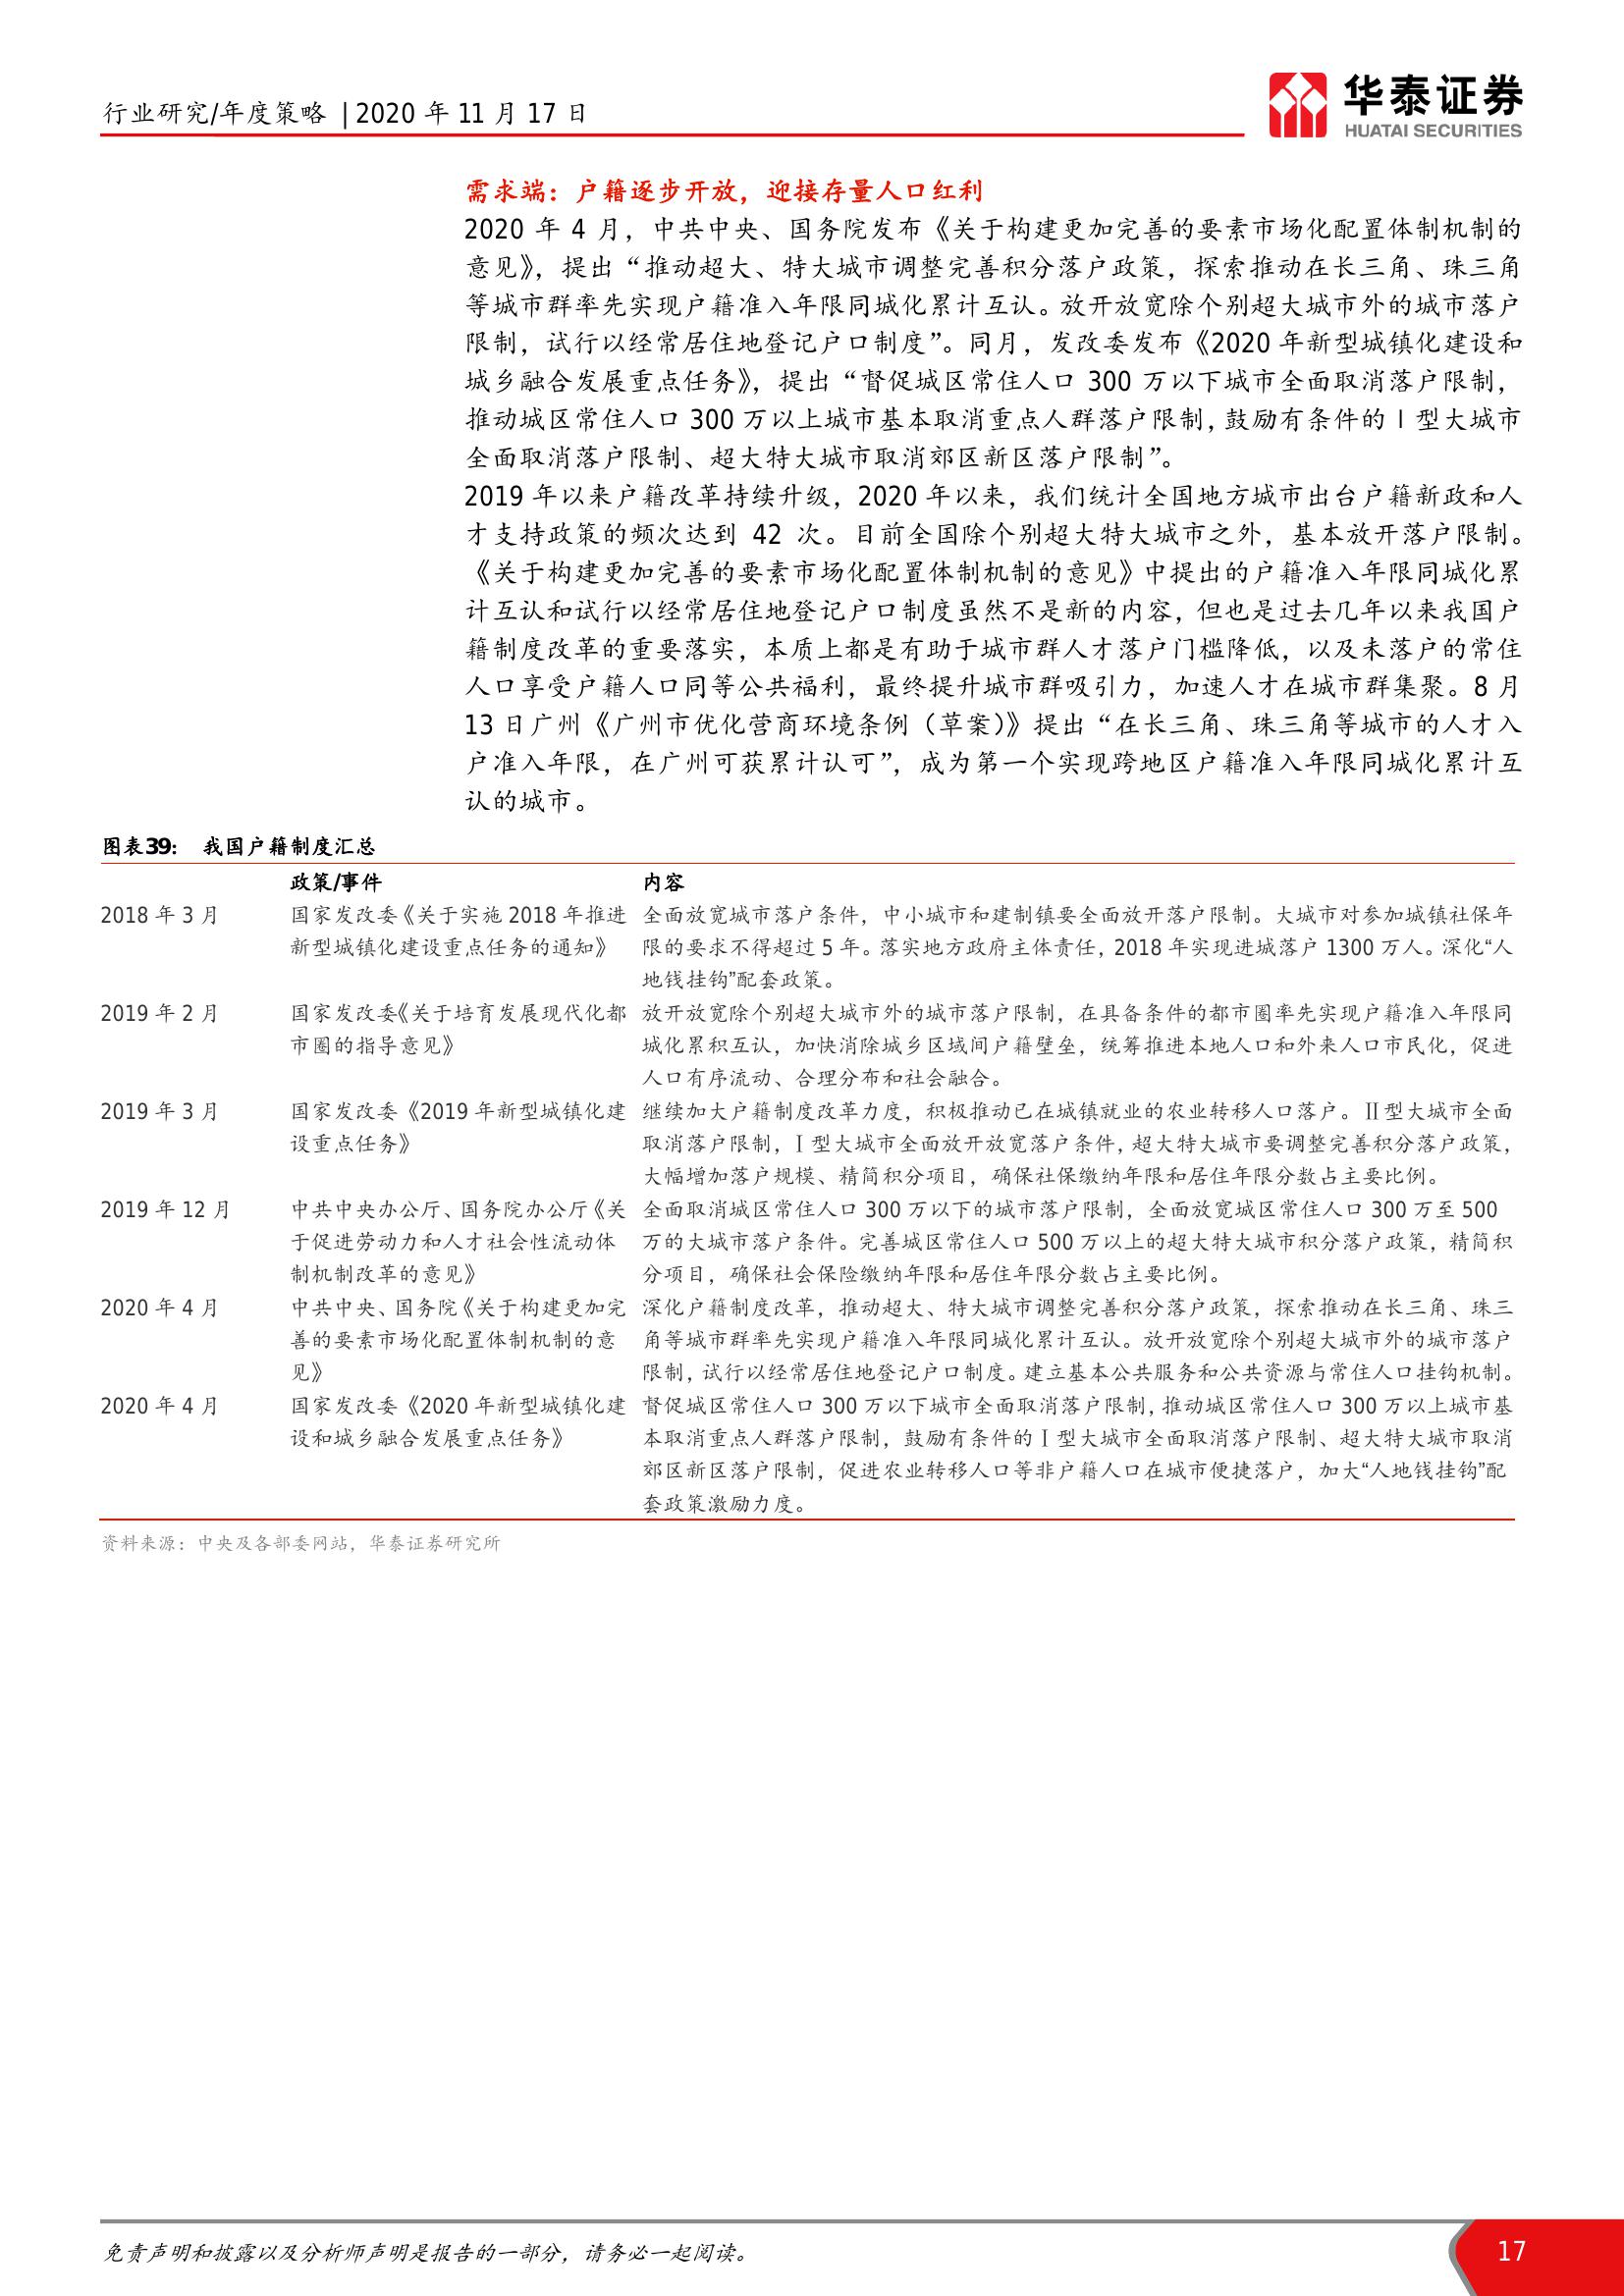 行业研究/年度策略 | 2020 年 11 月 17 日
华泰证券
HUATAI SECURITIES
需求端：户籍逐步开放，迎接存量人口红利
2020 年 4 月，中共中央、国务院发布《关于构建更加完善的要素市场化配置体制机制的
意见》，提出“推动超大、特大城市调整完善积分落户政策，探索推动在长三角、珠三角
等城市群率先实现户籍准入年限同城化累计互认。放开放宽除个别超大城市外的城市落户
限制，试行以经常居住地登记户口制度”。同月，发改委发布《2020 年新型城镇化建设和
城乡融合发展重点任务》，提出“督促城区常住人口 300 万以下城市全面取消落户限制，
推动城区常住人口 300 万以上城市基本取消重点人群落户限制，鼓励有条件的Ⅰ型大城市
全面取消落户限制、超大特大城市取消郊区新区落户限制”。
2019 年以来户籍改革持续升级，2020 年以来，我们统计全国地方城市出台户籍新政和人
才支持政策的频次达到 42 次。目前全国除个别超大特大城市之外，基本放开落户限制。
《关于构建更加完善的要素市场化配置体制机制的意见》中提出的户籍准入年限同城化累
计互认和试行以经常居住地登记户口制度虽然不是新的内容，但也是过去几年以来我国户
籍制度改革的重要落实，本质上都是有助于城市群人才落户门槛降低，以及未落户的常住
人口享受户籍人口同等公共福利，最终提升城市群吸引力，加速人才在城市群集聚。8 月
13 日广州《广州市优化营商环境条例（草案）》提出“在长三角、珠三角等城市的人才入
户准入年限，在广州可获累计认可”，成为第一个实现跨地区户籍准入年限同城化累计互
认的城市。
图表39： 我国户籍制度汇总
政策/事件 内容
2018 年 3 月 国家发改委《关于实施 2018 年推进 全面放宽城市落户条件，中小城市和建制镇要全面放开落户限制。大城市对参加城镇社保年
新型城镇化建设重点任务的通知》 限的要求不得超过 5 年。落实地方政府主体责任，2018 年实现进城落户 1300 万人。深化“人
地钱挂钩”配套政策。
2019 年 2 月 国家发改委《关于培育发展现代化都 放开放宽除个别超大城市外的城市落户限制，在具备条件的都市圈率先实现户籍准入年限同
市圈的指导意见》 城化累积互认，加快消除城乡区域间户籍壁垒，统筹推进本地人口和外来人口市民化，促进
人口有序流动、合理分布和社会融合。
2019 年 3 月 国家发改委《2019 年新型城镇化建 继续加大户籍制度改革力度，积极推动已在城镇就业的农业转移人口落户。Ⅱ型大城市全面
设重点任务》 取消落户限制，Ⅰ型大城市全面放开放宽落户条件，超大特大城市要调整完善积分落户政策，
大幅增加落户规模、精简积分项目，确保社保缴纳年限和居住年限分数占主要比例。
2019 年 12 月 中共中央办公厅、国务院办公厅《关 全面取消城区常住人口 300 万以下的城市落户限制，全面放宽城区常住人口 300 万至 500
于促进劳动力和人才社会性流动体 万的大城市落户条件。完善城区常住人口 500 万以上的超大特大城市积分落户政策，精简积
制机制改革的意见》 分项目，确保社会保险缴纳年限和居住年限分数占主要比例。
2020 年 4 月 中共中央、国务院《关于构建更加完 深化户籍制度改革，推动超大、特大城市调整完善积分落户政策，探索推动在长三角、珠三
善的要素市场化配置体制机制的意 角等城市群率先实现户籍准入年限同城化累计互认。放开放宽除个别超大城市外的城市落户
见》 限制，试行以经常居住地登记户口制度。建立基本公共服务和公共资源与常住人口挂钩机制。
2020 年 4 月 国家发改委《2020 年新型城镇化建 督促城区常住人口 300 万以下城市全面取消落户限制，推动城区常住人口 300 万以上城市基
设和城乡融合发展重点任务》 本取消重点人群落户限制，鼓励有条件的Ⅰ型大城市全面取消落户限制、超大特大城市取消
郊区新区落户限制，促进农业转移人口等非户籍人口在城市便捷落户，加大“人地钱挂钩”配
套政策激励力度。
资料来源：中央及各部委网站，华泰证券研究所
免责声明和披露以及分析师声明是报告的一部分，请务必一起阅读。
17